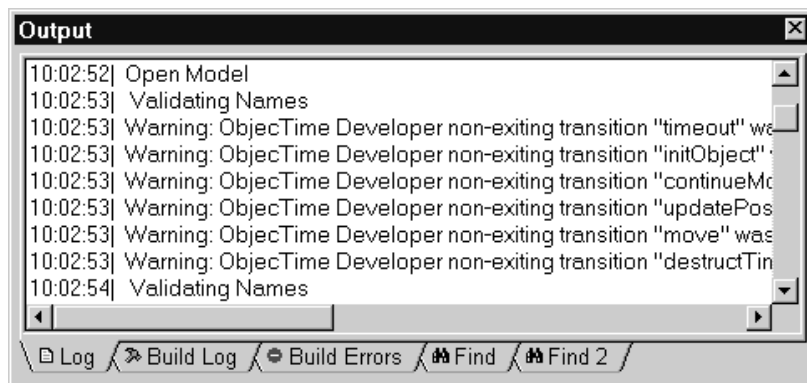 Output
10:02:52| Open Model
10:02:53| Validating Names
10:02:53| Warning: ObjecTime Developer non-exiting transition "timeout"
10:02:53| Warning: ObjecTime Developer non-exiting transition "initObject"
10:02:53| Warning: ObjecTime Developer non-exiting transition "continueMo
10:02:53| Warning: ObjecTime Developer non-exiting transition "updatePos
10:02:53| Warning: ObjecTime Developer non-exiting transition "move" was
10:02:53| Warning: ObjecTime Developer non-exiting transition "destructTin
10:02:54| Validating Names
Log Build Log Build Errors Find Find 2